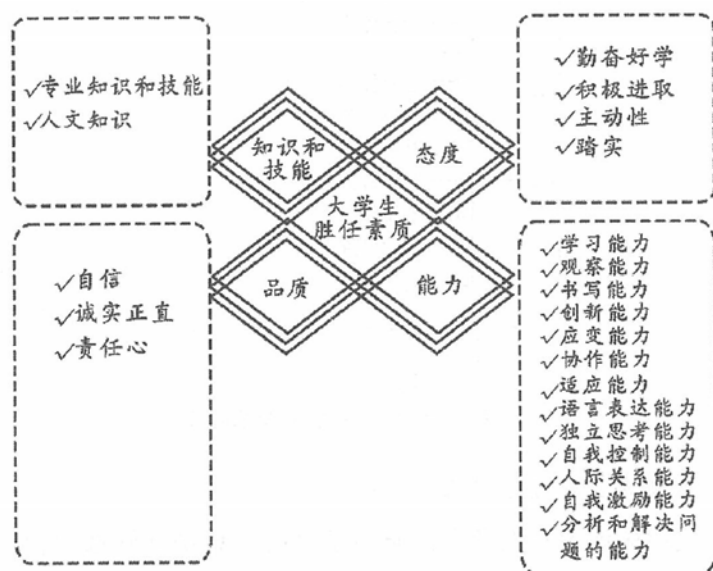 ✓专业知识和技能
✓人文知识
✓勤奋好学
✓积极进取
✓主动性
✓踏实
知识和
技能
态度
大学生
胜任素质
品质
能力
✓自信
✓诚实正直
✓责任心
✓学习能力
✓观察能力
✓书写能力
✓创新能力
✓应变能力
✓协作能力
✓适应能力
✓语言表达能力
✓独立思考能力
✓自我控制能力
✓人际关系能力
✓自我激励能力
✓分析和解决问
题的能力